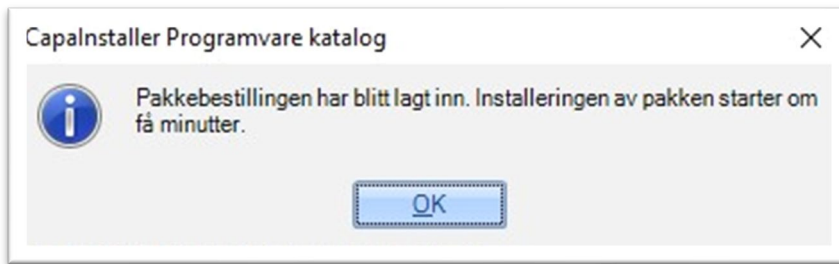 CapaInstaller Programvare katalog
Pakkebestillingen har blitt lagt inn. Installeringen av pakken starter om
få minutter.
OK